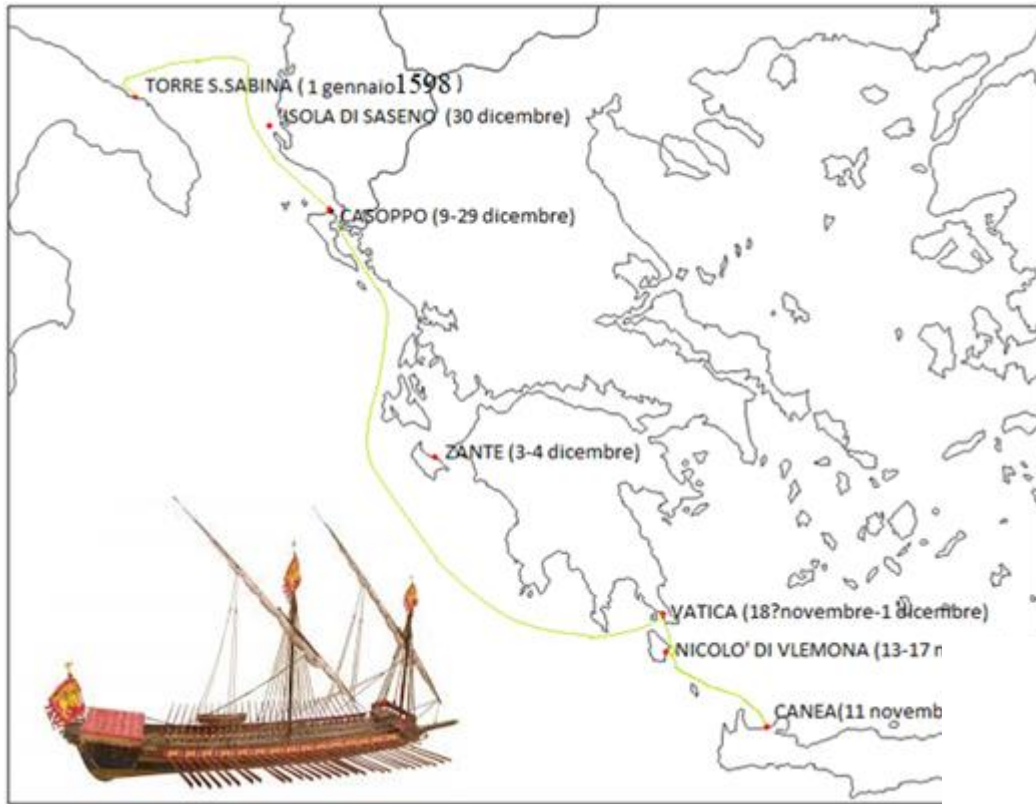 TORRE S.SABINA ( 1 gennaio 1598 )
'ISOLA DI SASENO (30 dicembre)
CASOPPO (9-29 dicembre)
ZANTE (3-4 dicembre)
VATICA (18?novembre-1 dicembre)
NICOLO' DI VLEMONA (13-17 n
CANEA(11 novemb